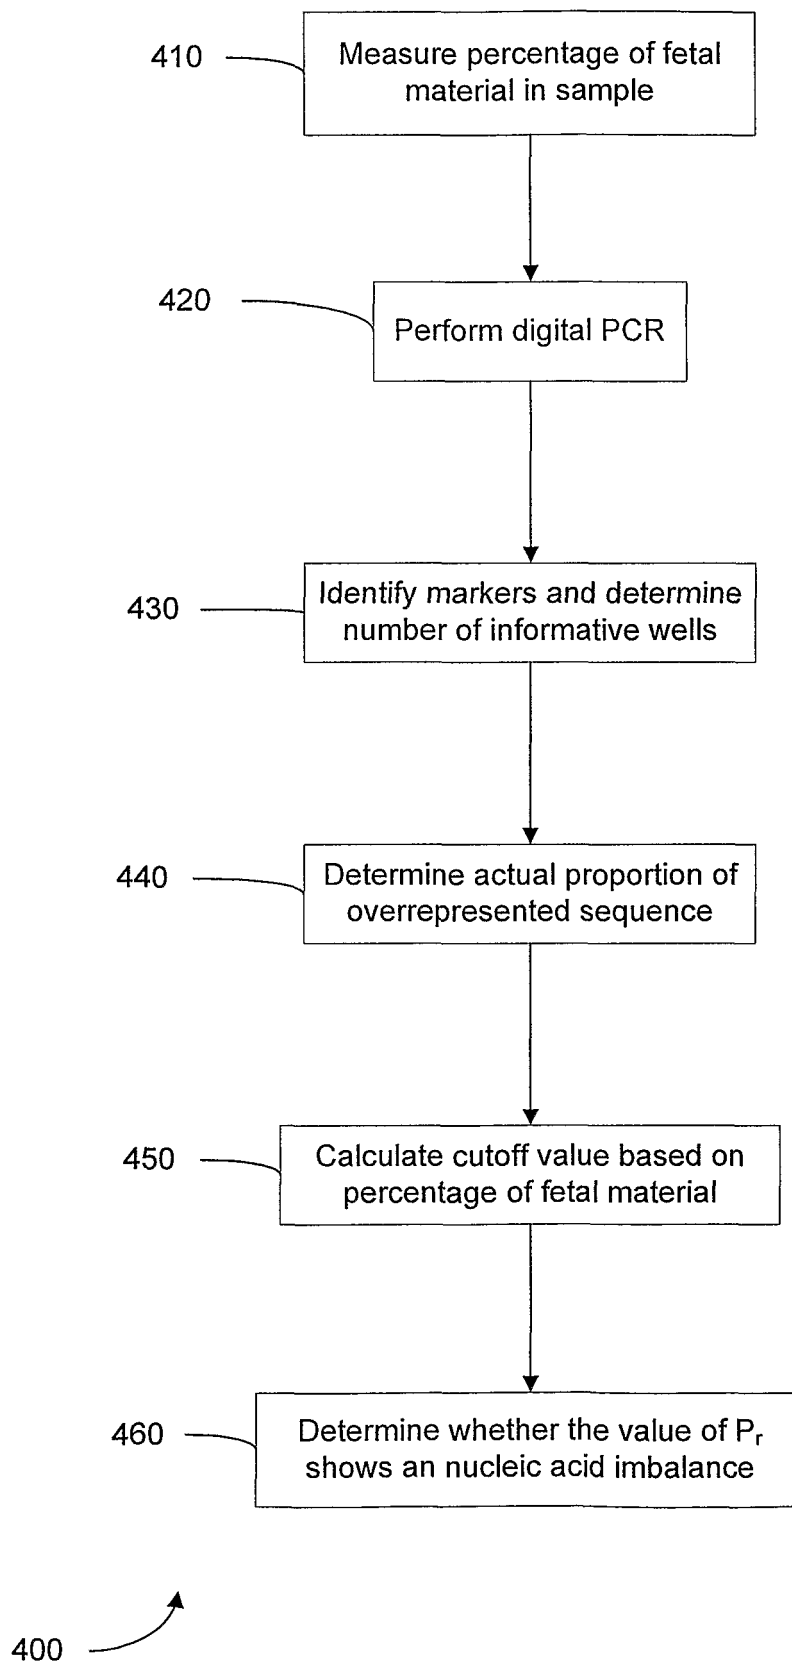 410
Measure percentage of fetal
material in sample
420
Perform digital PCR
430
Identify markers and determine
number of informative wells
440
Determine actual proportion of
overrepresented sequence
450
Calculate cutoff value based on
percentage of fetal material
460
Determine whether the value of Pr
shows an nucleic acid imbalance
400